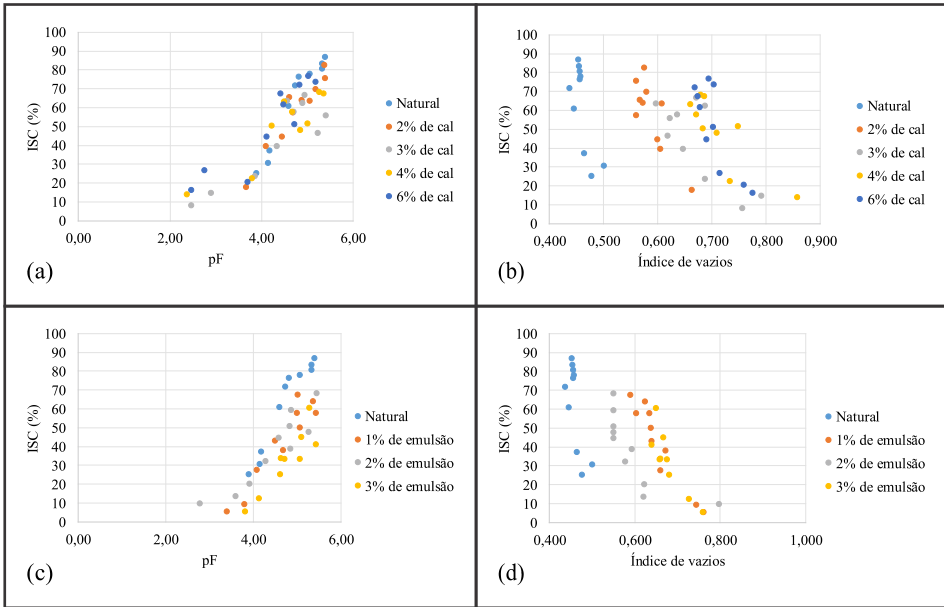 100
90
80
70
60
50
40
30
20
10
0
ISC (%)
0,00
2,00
4,00
6,00
pF
Natural
2% de cal
3% de cal
4% de cal
6% de cal
(a)
100
90
80
70
60
50
40
30
20
10
0
ISC (%)
0,400
0,500
0,600
0,700
0,800
0,900
Índice de vazios
Natural
2% de cal
3% de cal
4% de cal
6% de cal
(b)
100
90
80
70
60
50
40
30
20
10
0
ISC (%)
0,00
2,00
4,00
6,00
pF
Natural
1% de emulsão
2% de emulsão
3% de emulsão
(c)
100
90
80
70
60
50
40
30
20
10
0
ISC (%)
0,400
0,600
0,800
1,000
Índice de vazios
Natural
1% de emulsão
2% de emulsão
3% de emulsão
(d)